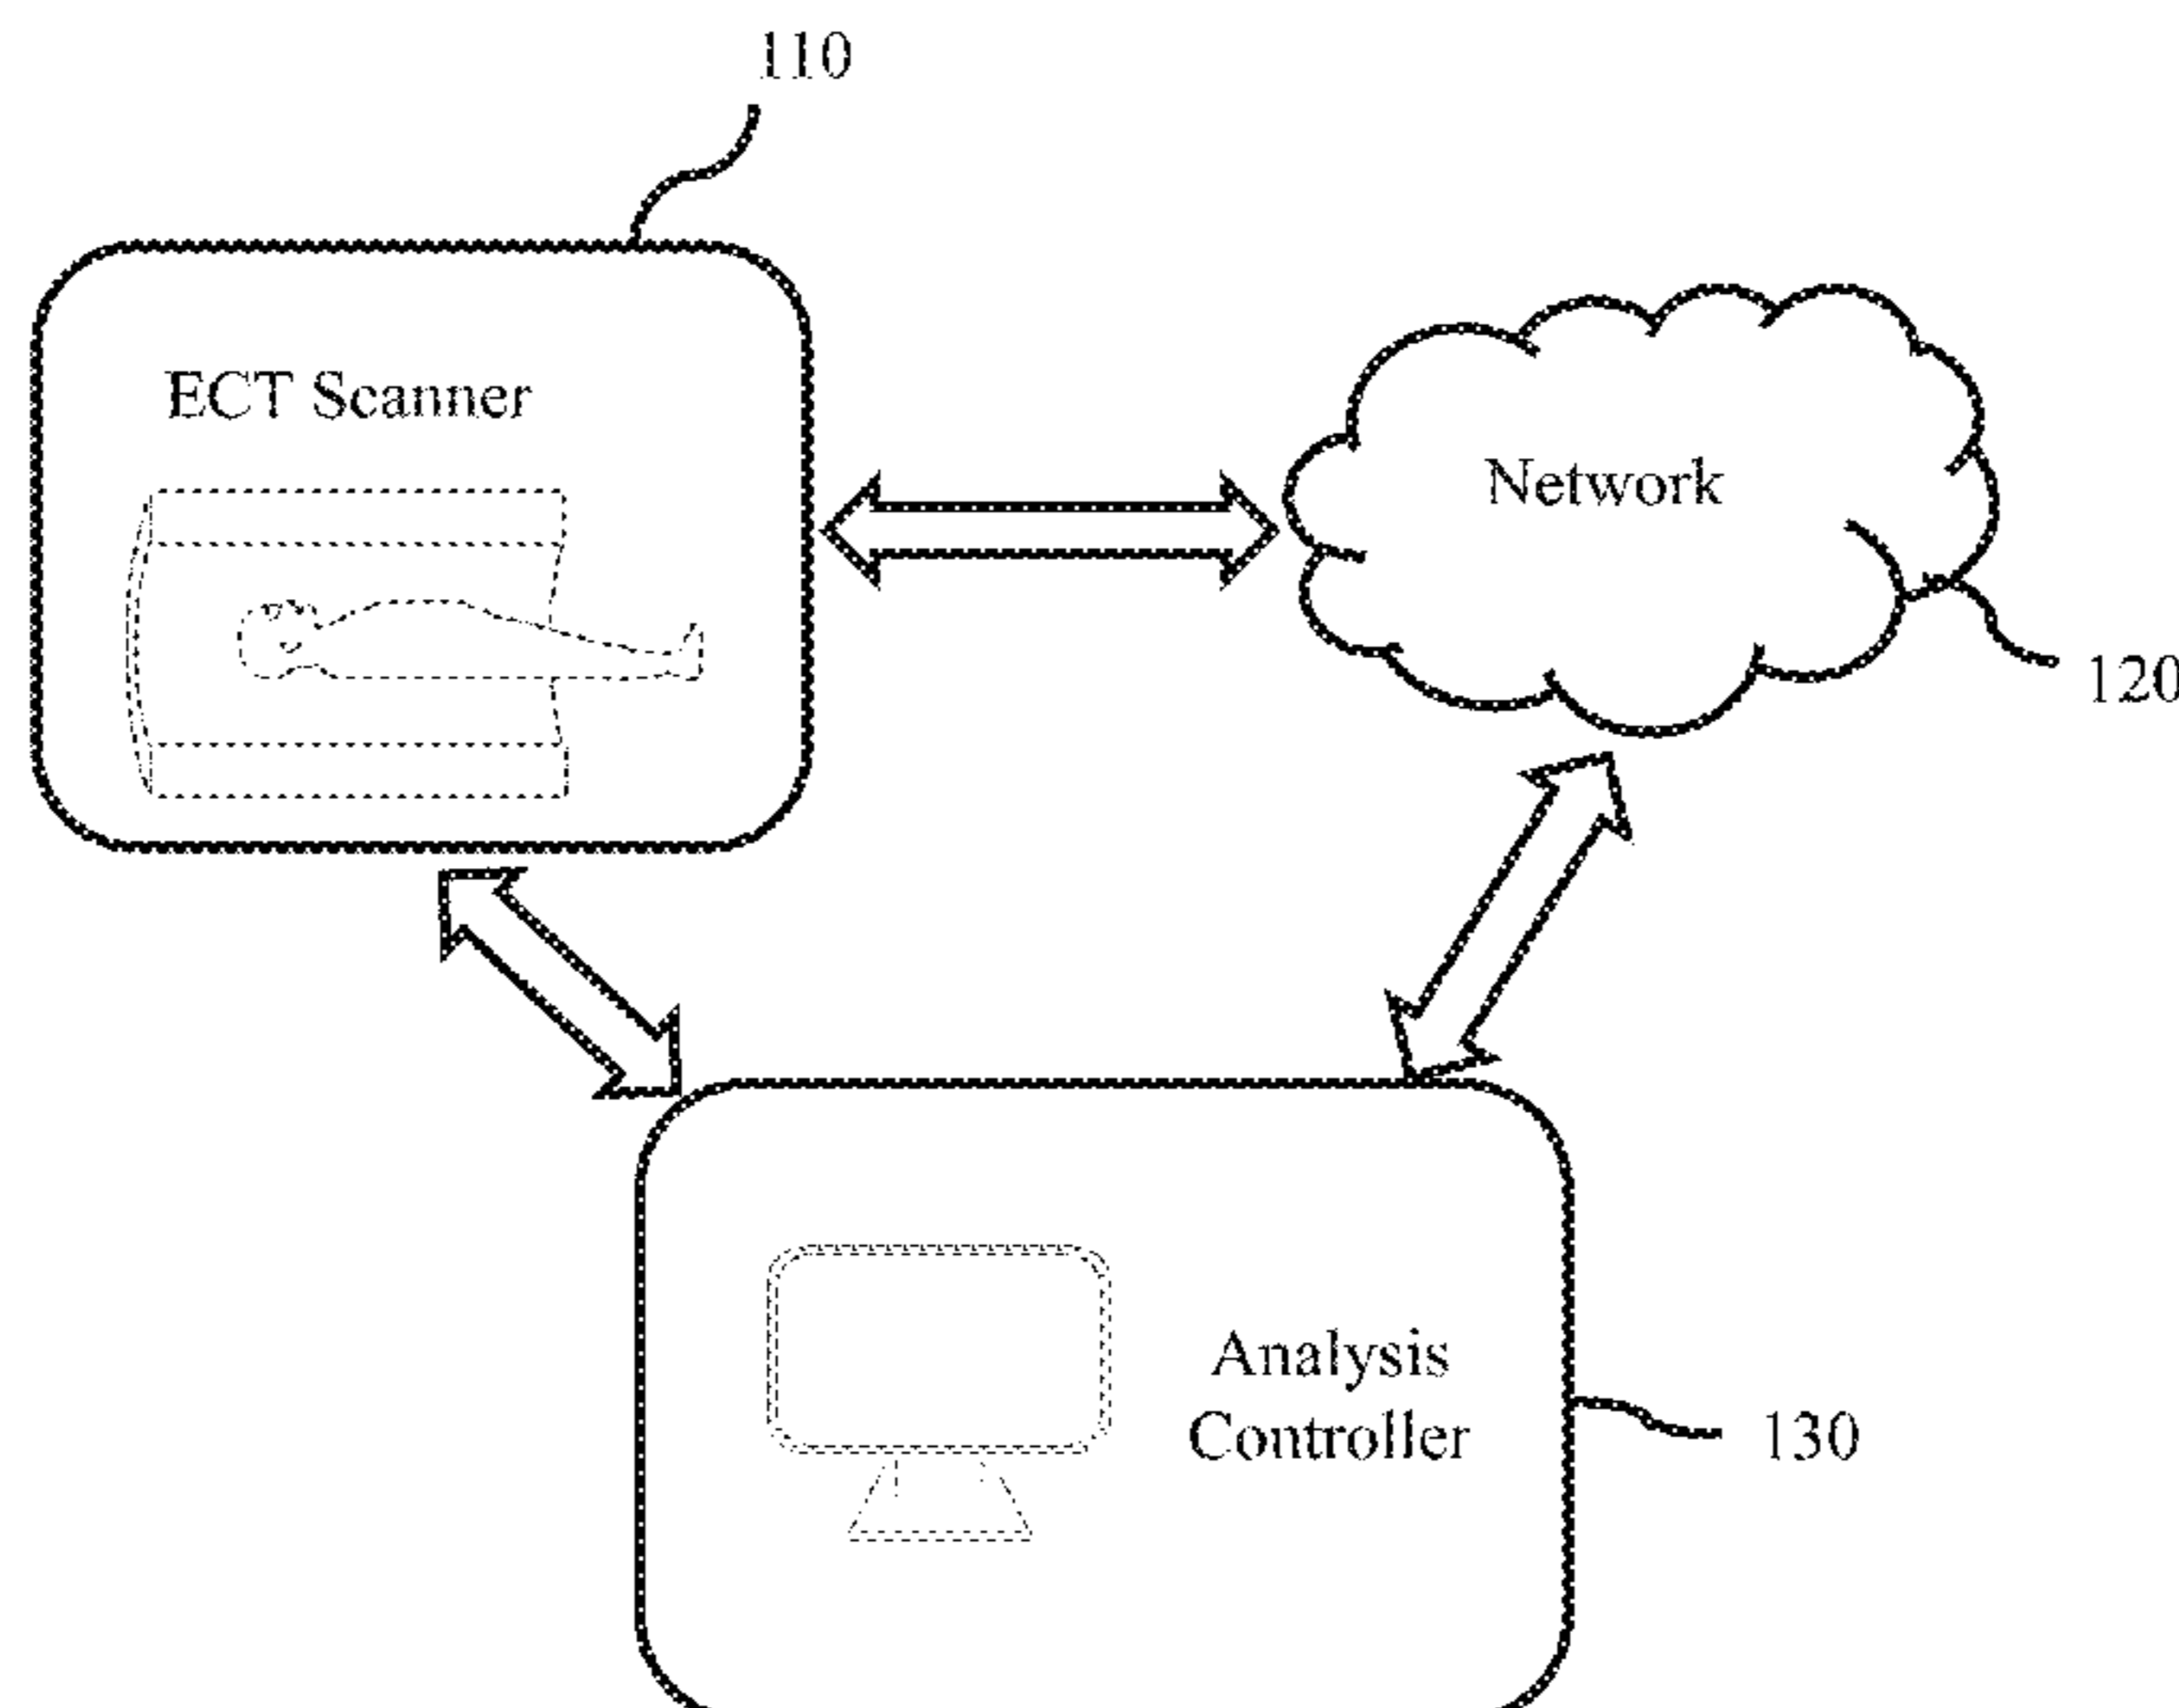 110
ECT Scanner
Network
120
Analysis
Controller
130